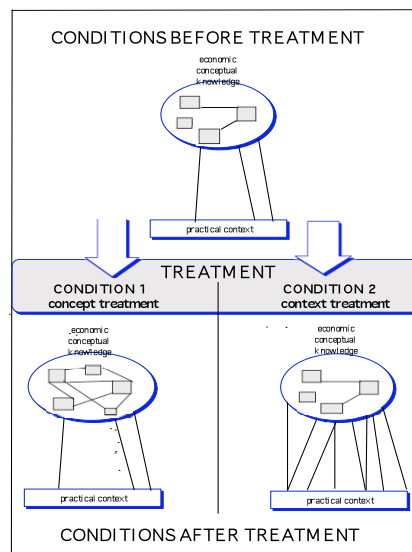 CONDITIONS BEFORE TREATMENT
economic
conceptual
knowledge
practical context
TREATMENT
CONDITION 1
concept treatment
CONDITION 2
context treatment
economic
conceptual
knowledge
economic
conceptual
knowledge
practical context
practical context
CONDITIONS AFTER TREATMENT